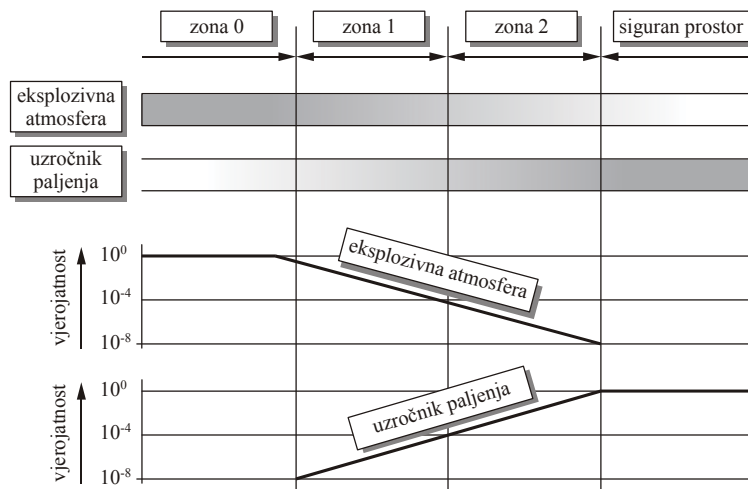 zona 0
zona 1
zona 2
siguran prostor
eksplozivna
atmosfera
uzročnik
paljenja
vjerojatnost
10⁰
10⁻⁴
10⁻⁸
eksplozivna atmosfera
vjerojatnost
10⁰
10⁻⁴
10⁻⁸
uzročnik paljenja